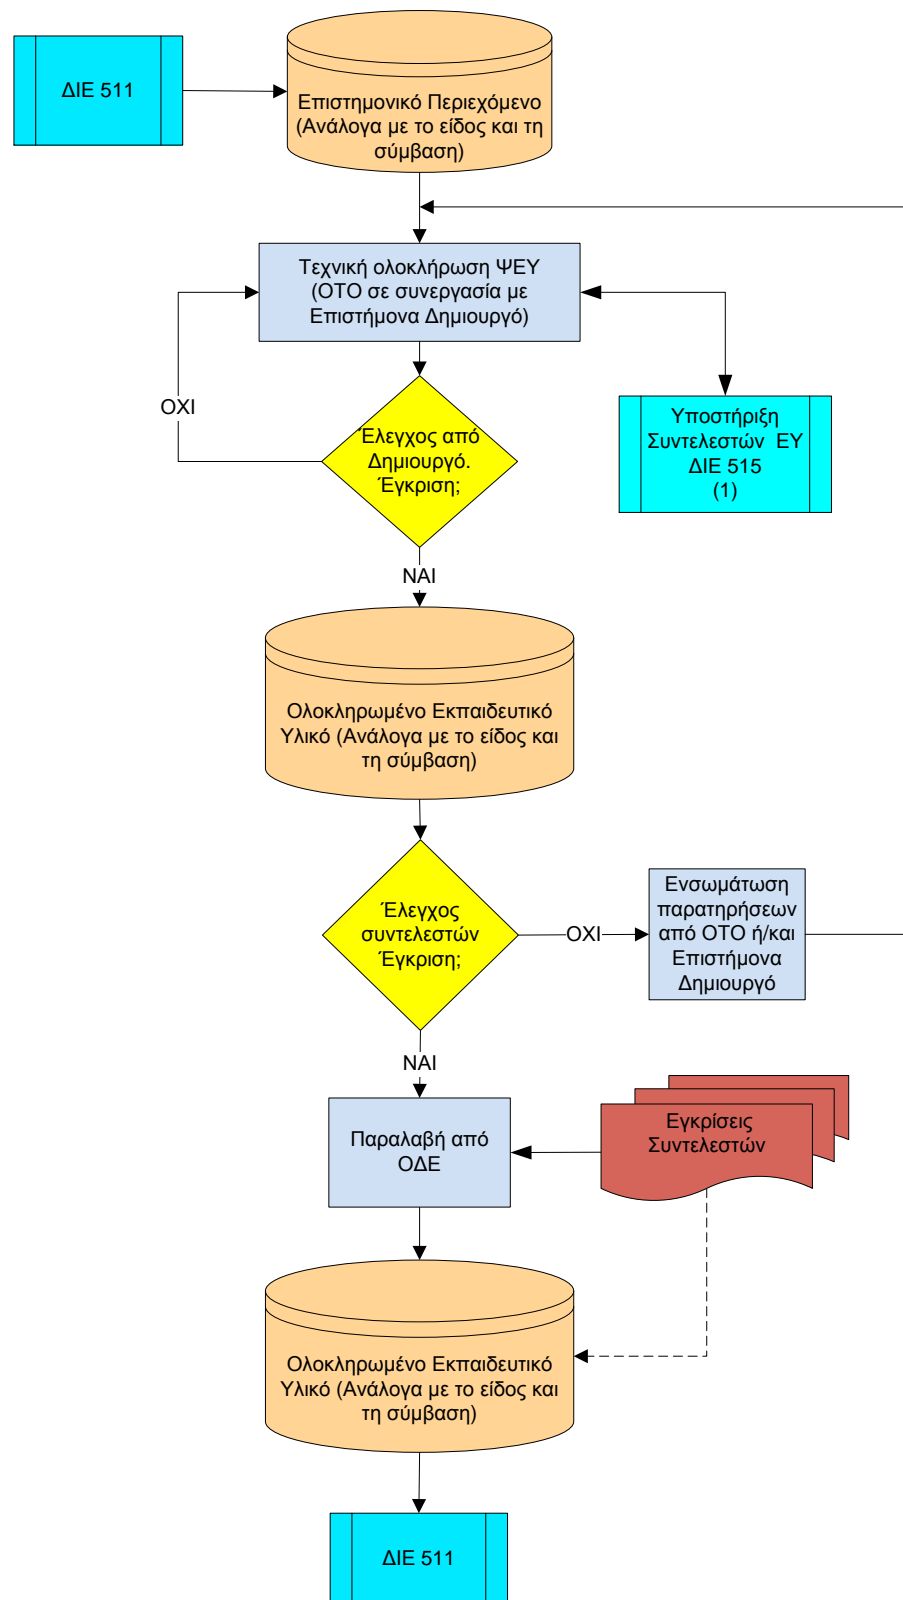 ΔΙΕ 511
Επιστημονικό Περιεχόμενο
(Ανάλογα με το είδος και τη
σύμβαση)
Τεχνική ολοκλήρωση ΨΕΥ
(ΟΤΟ σε συνεργασία με
Επιστήμονα Δημιουργό)
ΟΧΙ
Έλεγχος από
Δημιουργό.
Έγκριση;
Υποστήριξη
Συντελεστών ΕΥ
ΔΙΕ 515
(1)
ΝΑΙ
Ολοκληρωμένο Εκπαιδευτικό
Υλικό (Ανάλογα με το είδος και
τη σύμβαση)
Έλεγχος
συντελεστών
Έγκριση;
ΟΧΙ
Ενσωμάτωση
παρατηρήσεων
από ΟΤΟ ή/και
Επιστήμονα
Δημιουργό
ΝΑΙ
Παραλαβή από
ΟΔΕ
Εγκρίσεις
Συντελεστών
Ολοκληρωμένο Εκπαιδευτικό
Υλικό (Ανάλογα με το είδος και
τη σύμβαση)
ΔΙΕ 511